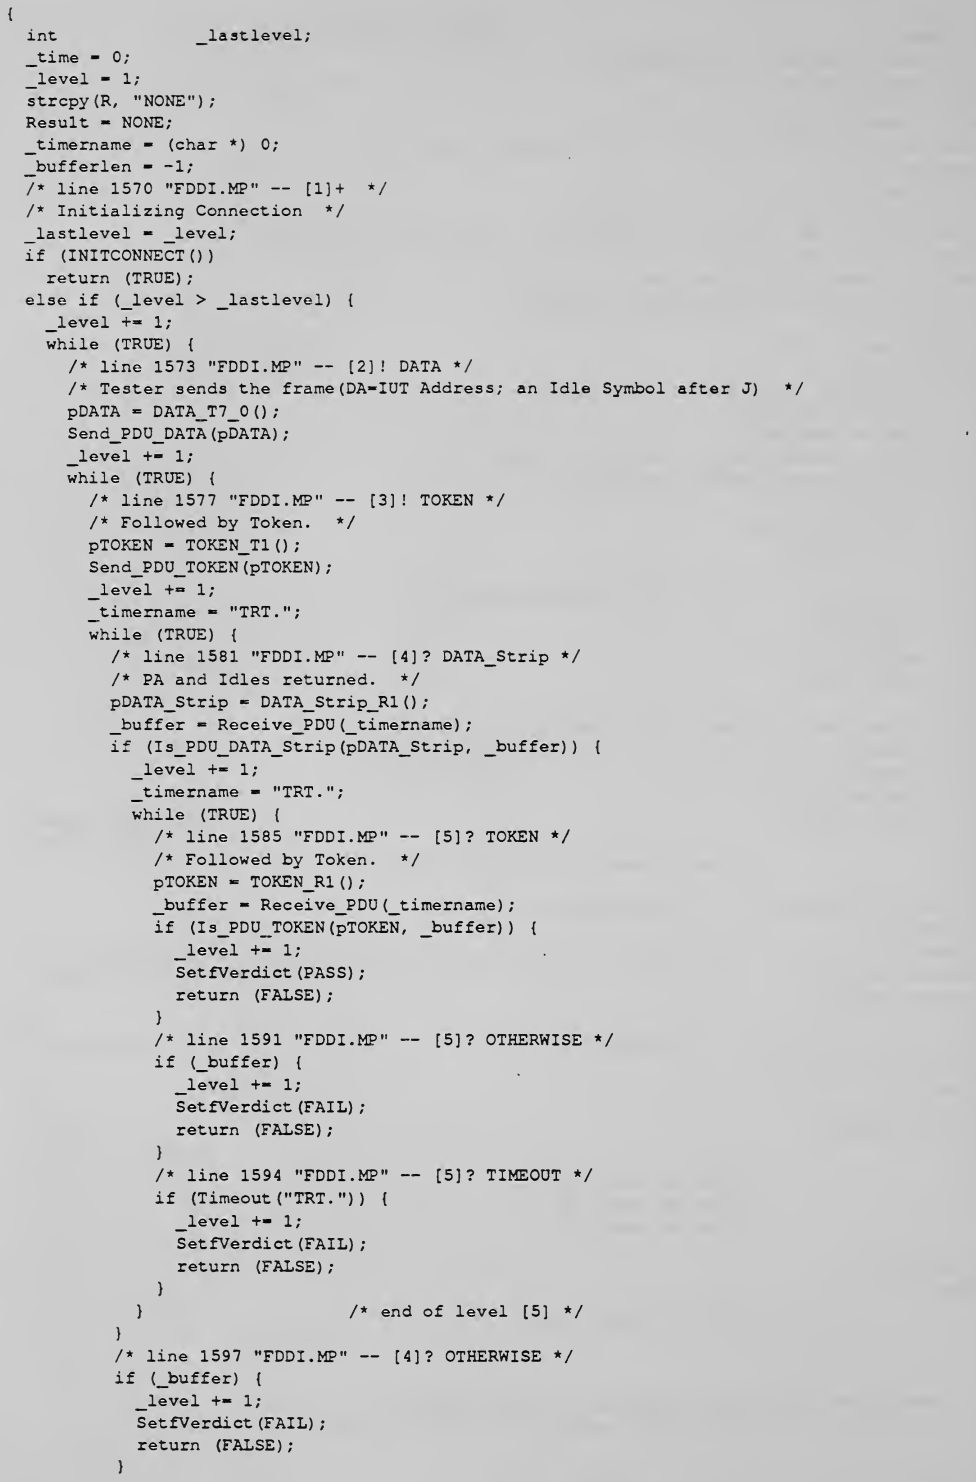 {
  int              _lastlevel;
  _time = 0;
  _level = 1;
  strcpy(R, "NONE");
  Result = NONE;
  _timername = (char *) 0;
  _bufferlen = -1;
  /* line 1570 "FDDI.MP" -- [1]+  */
  /* Initializing Connection  */
  _lastlevel = _level;
  if (INITCONNECT())
    return (TRUE);
  else if (_level > _lastlevel) {
    _level += 1;
    while (TRUE) {
      /* line 1573 "FDDI.MP" -- [2]! DATA */
      /* Tester sends the frame(DA=IUT Address; an Idle Symbol after J)  */
      pDATA = DATA_T7_0();
      Send_PDU_DATA(pDATA);
      _level += 1;
      while (TRUE) {
        /* line 1577 "FDDI.MP" -- [3]! TOKEN */
        /* Followed by Token.  */
        pTOKEN = TOKEN_T1();
        Send_PDU_TOKEN(pTOKEN);
        _level += 1;
        _timername = "TRT.";
        while (TRUE) {
          /* line 1581 "FDDI.MP" -- [4]? DATA_Strip */
          /* PA and Idles returned.  */
          pDATA_Strip = DATA_Strip_R1();
          _buffer = Receive_PDU(_timername);
          if (Is_PDU_DATA_Strip(pDATA_Strip, _buffer)) {
            _level += 1;
            _timername = "TRT.";
            while (TRUE) {
              /* line 1585 "FDDI.MP" -- [5]? TOKEN */
              /* Followed by Token.  */
              pTOKEN = TOKEN_R1();
              _buffer = Receive_PDU(_timername);
              if (Is_PDU_TOKEN(pTOKEN, _buffer)) {
                _level += 1;
                SetfVerdict(PASS);
                return (FALSE);
              }
              /* line 1591 "FDDI.MP" -- [5]? OTHERWISE */
              if (_buffer) {
                _level += 1;
                SetfVerdict(FAIL);
                return (FALSE);
              }
              /* line 1594 "FDDI.MP" -- [5]? TIMEOUT */
              if (Timeout("TRT.")) {
                _level += 1;
                SetfVerdict(FAIL);
                return (FALSE);
              }
            }                   /* end of level [5] */
          }
          /* line 1597 "FDDI.MP" -- [4]? OTHERWISE */
          if (_buffer) {
            _level += 1;
            SetfVerdict(FAIL);
            return (FALSE);
          }